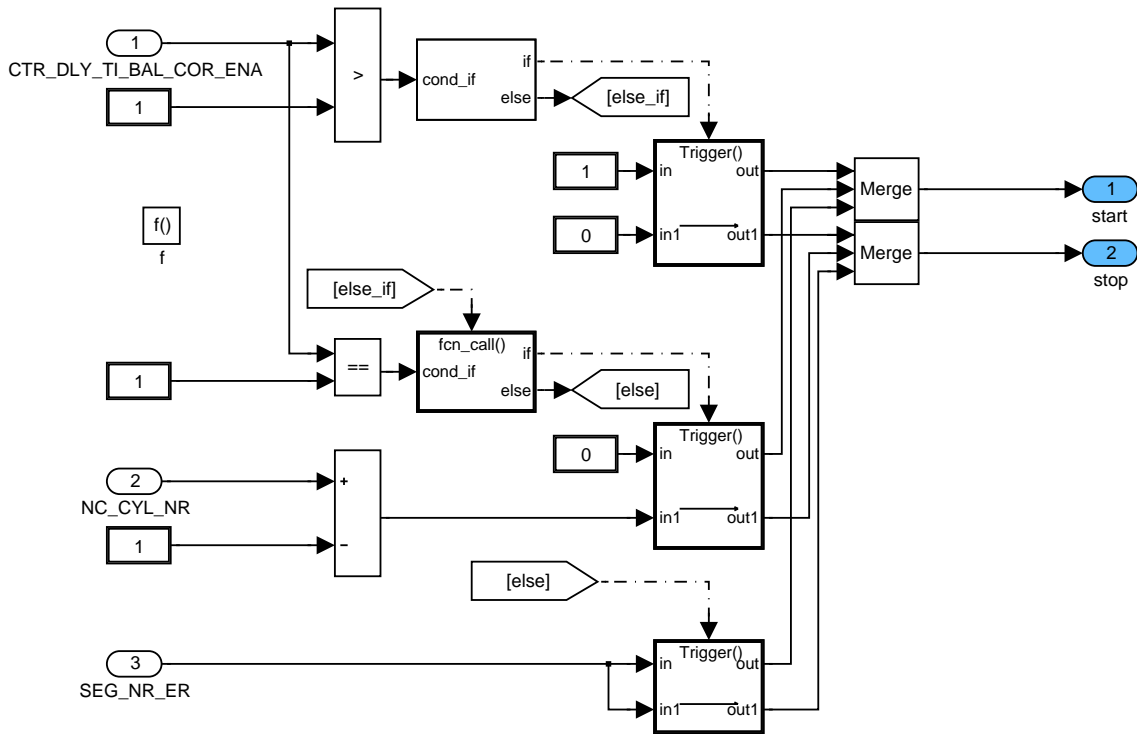 1
CTR_DLY_TI_BAL_COR_ENA
1
>
cond_if
if
else
[else_if]
1
0
Trigger()
in
out
in1
out1
Merge
Merge
1
start
2
stop
f()
f
[else_if]
1
==
fcn_call()
cond_if
if
else
[else]
0
Trigger()
in
out
in1
out1
2
NC_CYL_NR
1
+
−
[else]
3
SEG_NR_ER
Trigger()
in
out
in1
out1